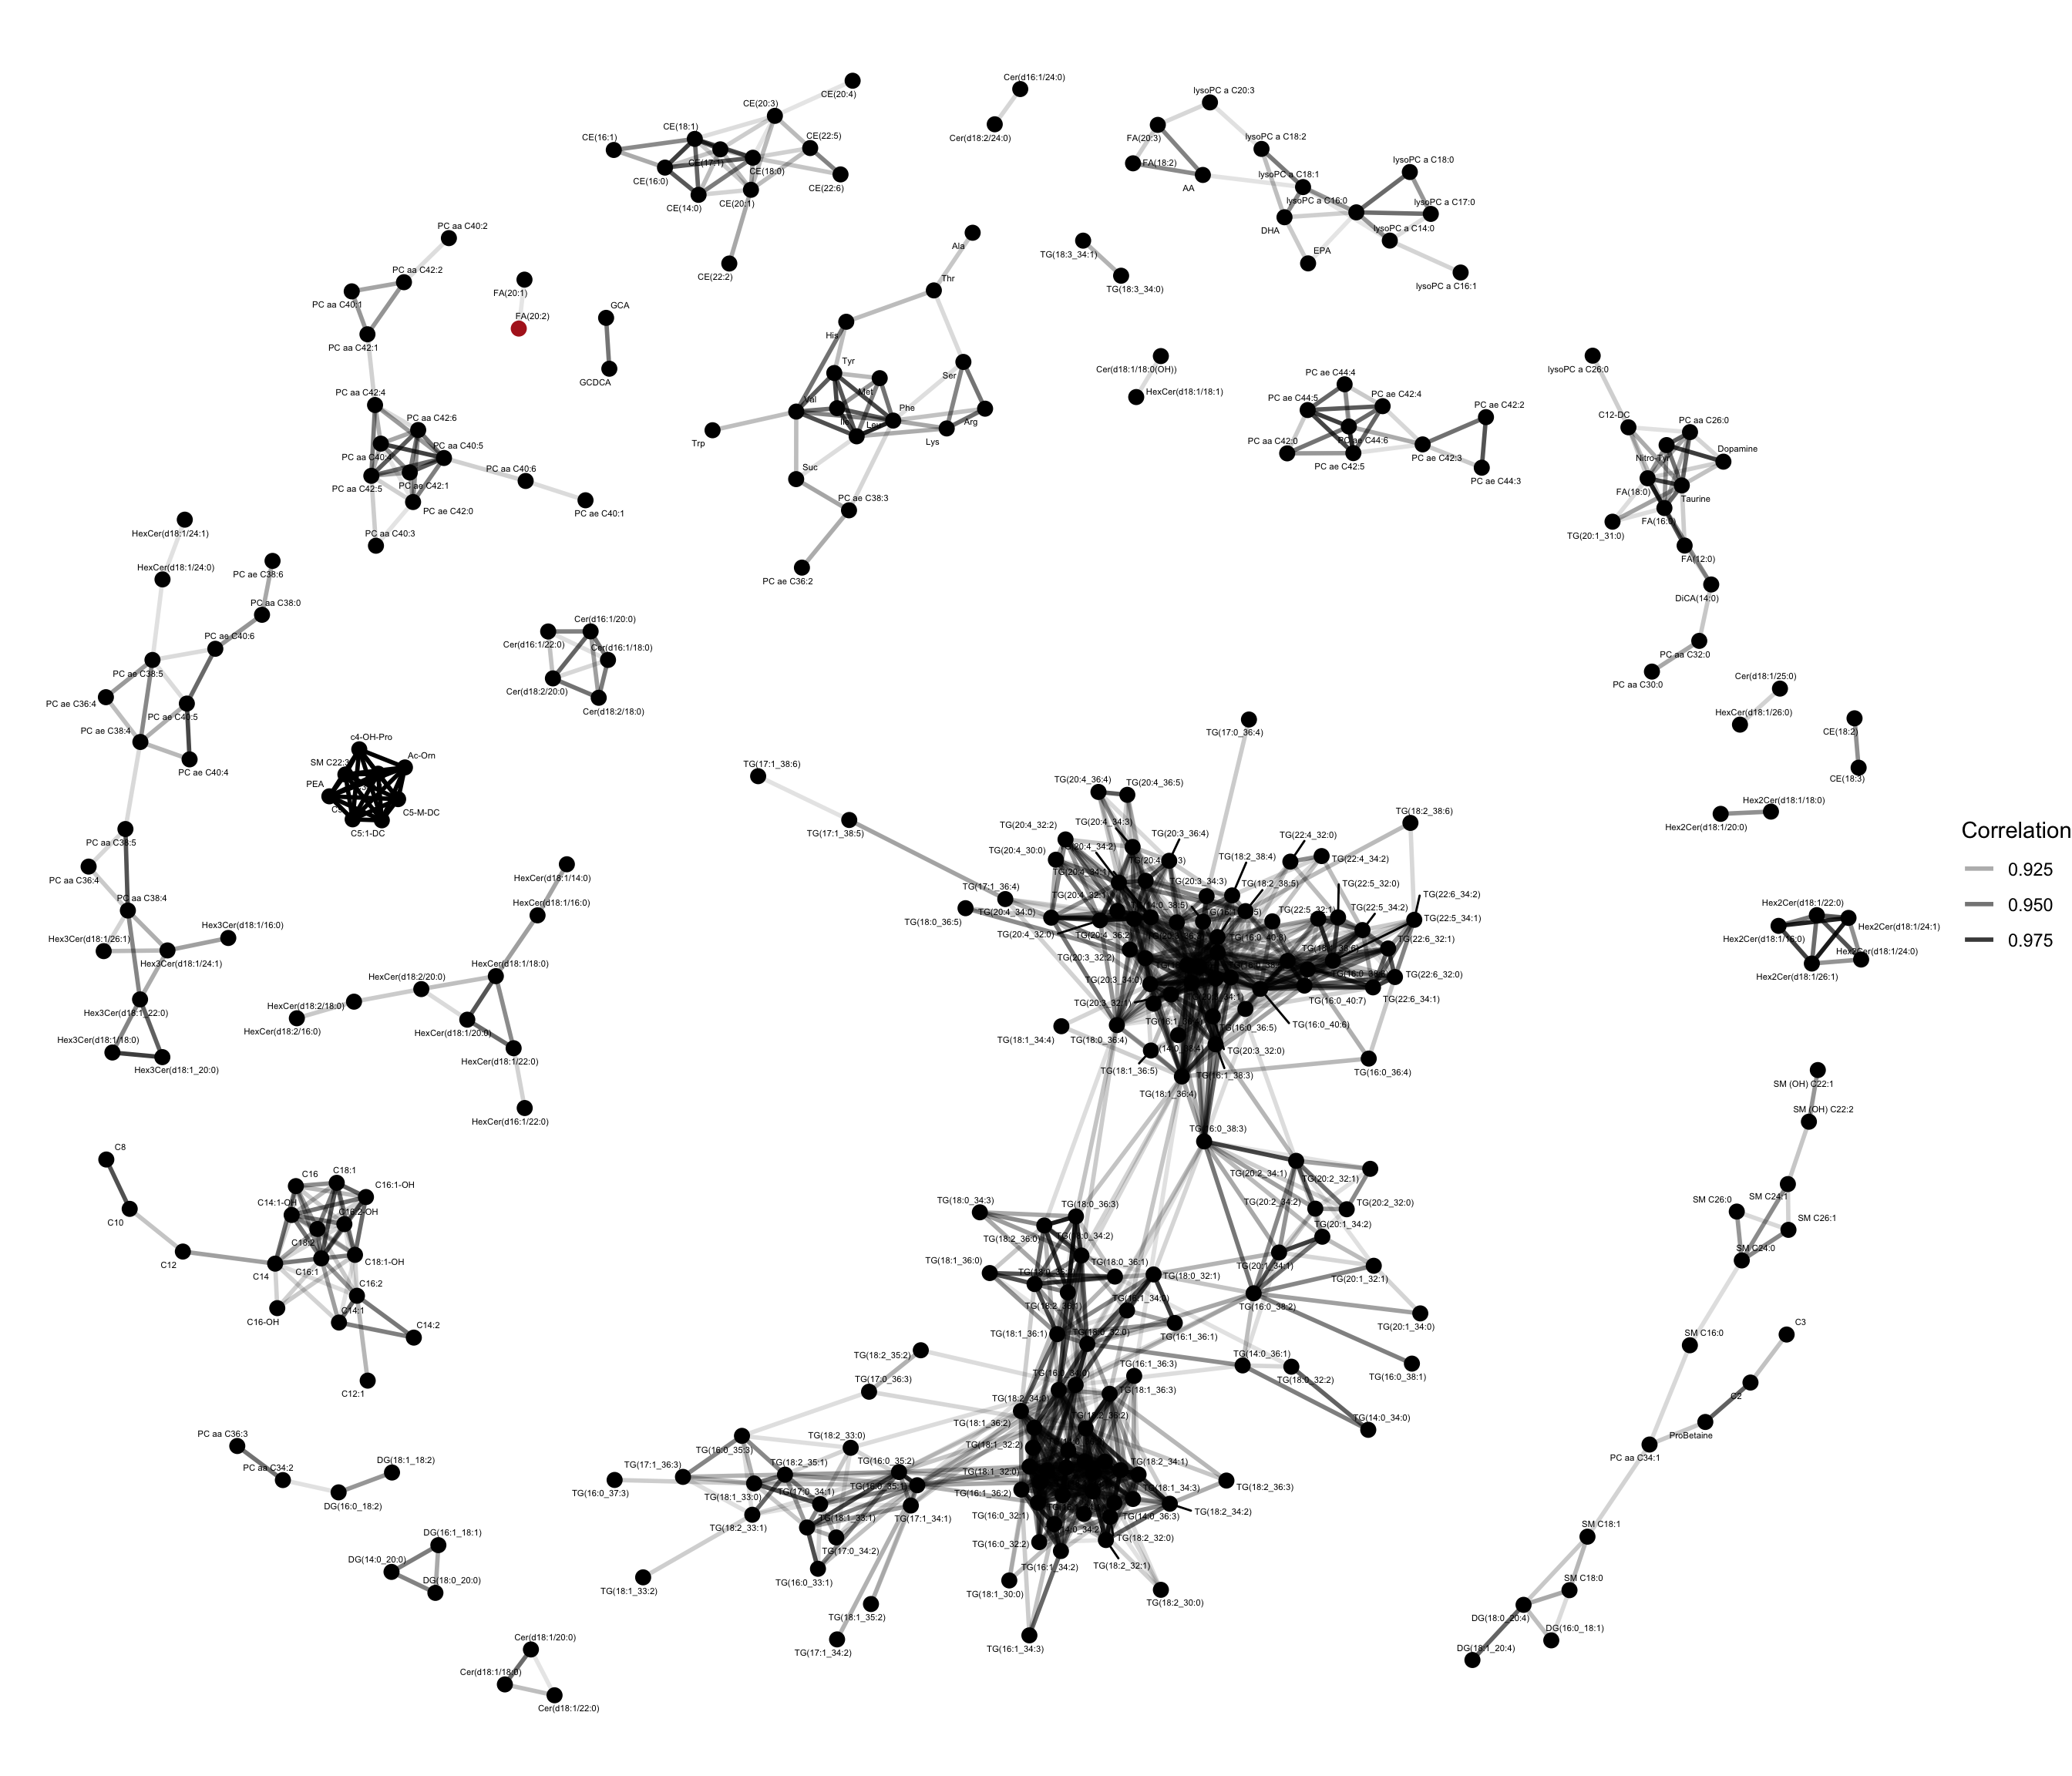 Cer(d16:1/24:0)
CE(20:4)
lysoPC a C20:3
CE(20:3)
CE(18:1)
CE(16:1)
CE(22:5)
Cer(d18:2/24:0)
FA(20:3)
lysoPC a C18:2
CE(17:1)
FA(18:2)
lysoPC a C18:0
CE(18:0)
CE(16:0)
CE(22:6)
lysoPC a C18:1
AA
CE(20:1)
CE(14:0)
lysoPC a C16:0
lysoPC a C17:0
PC aa C40:2
DHA
lysoPC a C14:0
Ala
TG(18:3_34:1)
EPA
PC aa C42:2
CE(22:2)
Thr
TG(18:3_34:0)
lysoPC a C16:1
FA(20:1)
PC aa C40:1
GCA
FA(20:2)
His
PC aa C42:1
Tyr
Cer(d18:1/18:0(OH))
lysoPC a C26:0
GCDCA
Ser
PC ae C44:4
Met
HexCer(d18:1/18:1)
PC ae C42:4
PC aa C42:4
Val
Phe
PC ae C44:5
PC ae C42:2
C12-DC
PC aa C26:0
PC aa C42:6
Ile
Leu
Arg
Trp
Lys
PC ae C44:6
PC aa C40:5
PC aa C42:0
PC ae C42:3
Dopamine
PC aa C40:4
Nitro-Tyr
PC ae C42:5
PC aa C40:6
Suc
PC ae C44:3
PC ae C42:1
PC aa C42:5
FA(18:0)
Taurine
PC ae C38:3
PC ae C40:1
PC ae C42:0
FA(16:0)
HexCer(d18:1/24:1)
PC aa C40:3
TG(20:1_31:0)
FA(12:0)
HexCer(d18:1/24:0)
PC ae C38:6
PC ae C36:2
DiCA(14:0)
PC aa C38:0
Cer(d16:1/20:0)
PC ae C40:6
Cer(d16:1/22:0)
Cer(d16:1/18:0)
PC aa C32:0
PC ae C38:5
Cer(d18:1/25:0)
PC aa C30:0
Cer(d18:2/20:0)
PC ae C36:4
Cer(d18:2/18:0)
HexCer(d18:1/26:0)
PC ae C40:5
PC ae C38:4
c4-OH-Pro
CE(18:2)
TG(17:0_36:4)
Ac-Orn
SM C22:3
TG(17:1_38:6)
PC ae C40:4
TG(20:4_36:4)
TG(20:4_36:5)
PEA
CE(18:3)
C5-M-DC
Hex2Cer(d18:1/18:0)
C5:1-DC
TG(17:1_38:5)
TG(20:4_32:2)
TG(20:4_34:3)
TG(20:3_36:4)
TG(22:4_32:0)
TG(18:2_38:6)
Hex2Cer(d18:1/20:0)
PC aa C38:5
TG(20:4_34:2)
TG(20:4_30:0)
TG(18:2_38:4)
TG(22:4_34:2)
Correlation
0.925
0.950
0.975
PC aa C36:4
HexCer(d18:1/14:0)
TG(20:4_34:1)
TG(20:3_34:3)
TG(18:2_38:5)
TG(22:5_32:0)
TG(17:1_36:4)
TG(20:4_32:1)
TG(22:6_34:2)
PC aa C38:4
HexCer(d18:1/16:0)
TG(20:4_34:0)
TG(22:5_32:1)
TG(22:5_34:2)
TG(22:5_34:1)
Hex2Cer(d18:1/22:0)
TG(18:0_36:5)
Hex3Cer(d18:1/16:0)
TG(20:4_32:0)
TG(20:4_36:2)
TG(16:0_40:8)
TG(22:6_32:1)
Hex2Cer(d18:1/24:1)
Hex3Cer(d18:1/26:1)
Hex2Cer(d18:1/16:0)
Hex3Cer(d18:1/24:1)
TG(20:3_32:2)
Hex2Cer(d18:1/24:0)
HexCer(d18:1/18:0)
TG(22:6_32:0)
Hex2Cer(d18:1/26:1)
HexCer(d18:2/20:0)
TG(20:3_34:0)
TG(22:6_34:1)
TG(16:0_40:7)
HexCer(d18:2/18:0)
TG(20:3_32:1)
Hex3Cer(d18:1_22:0)
HexCer(d18:2/16:0)
TG(16:0_40:6)
HexCer(d18:1/20:0)
TG(16:0_36:5)
TG(18:1_34:4)
TG(18:0_36:4)
Hex3Cer(d18:1/18:0)
TG(20:3_32:0)
HexCer(d18:1/22:0)
TG(18:1_36:5)
TG(16:1_38:3)
TG(16:0_36:4)
Hex3Cer(d18:1_20:0)
TG(18:1_36:4)
SM (OH) C22:1
HexCer(d16:1/22:0)
SM (OH) C22:2
TG(16:0_38:3)
C8
C16
C18:1
TG(20:2_34:1)
TG(20:2_32:1)
C16:1-OH
SM C24:1
C14:1-OH
TG(18:0_34:3)
TG(18:0_36:3)
TG(20:2_34:2)
TG(20:2_32:0)
SM C26:0
C16:2-OH
C10
TG(20:1_34:2)
SM C26:1
TG(18:2_36:0)
C18:2
SM C24:0
C12
C14
C16:1
C18:1-OH
TG(18:1_36:0)
TG(18:0_36:1)
TG(20:1_34:1)
TG(18:0_32:1)
TG(20:1_32:1)
C16:2
TG(18:2_36:1)
TG(16:1_34:0)
TG(16:0_38:2)
C14:1
C16-OH
TG(20:1_34:0)
C14:2
TG(18:1_36:1)
TG(18:0_32:0)
TG(16:1_36:1)
SM C16:0
C3
TG(18:2_35:2)
TG(14:0_36:1)
TG(16:1_36:3)
TG(18:0_32:2)
TG(16:0_38:1)
C12:1
TG(17:0_36:3)
TG(18:1_36:3)
C2
TG(18:2_34:0)
TG(18:2_36:2)
TG(14:0_34:0)
PC aa C36:3
TG(18:2_33:0)
TG(18:1_36:2)
ProBetaine
TG(16:0_35:3)
TG(18:1_32:2)
PC aa C34:1
DG(18:1_18:2)
PC aa C34:2
TG(17:1_36:3)
TG(18:2_35:1)
TG(16:0_35:2)
TG(18:2_34:1)
TG(18:1_32:0)
TG(16:0_37:3)
TG(17:0_34:1)
TG(16:0_35:1)
TG(18:1_34:3)
TG(18:2_36:3)
DG(16:0_18:2)
TG(18:1_33:0)
TG(16:1_36:2)
TG(17:1_34:1)
TG(18:2_34:2)
TG(18:1_33:1)
TG(16:0_32:1)
TG(14:0_36:3)
TG(18:2_33:1)
TG(14:0_34:2)
DG(16:1_18:1)
TG(16:0_32:2)
TG(18:2_32:0)
TG(17:0_34:2)
SM C18:1
DG(14:0_20:0)
TG(16:0_33:1)
TG(16:1_34:2)
TG(18:2_32:1)
DG(18:0_20:0)
TG(18:1_33:2)
TG(18:1_30:0)
SM C18:0
TG(18:2_30:0)
TG(18:1_35:2)
DG(18:0_20:4)
DG(16:0_18:1)
Cer(d18:1/20:0)
TG(16:1_34:3)
TG(17:1_34:2)
DG(18:1_20:4)
Cer(d18:1/18:0)
Cer(d18:1/22:0)